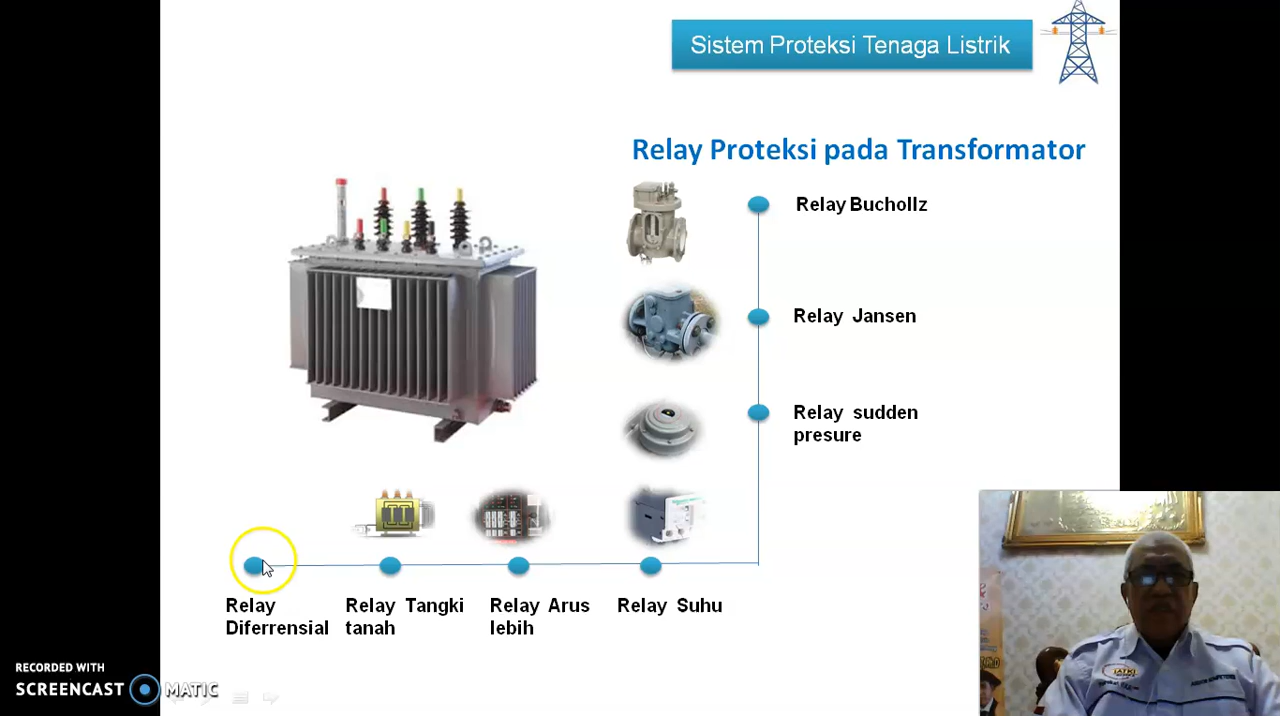 Sistem Proteksi Tenaga Listrik
Relay Proteksi pada Transformator
Relay Buchollz
Relay Jansen
Relay sudden
presure
Relay
Diferrensial
Relay Tangki
tanah
Relay Arus
lebih
Relay Suhu
RECORDED WITH
SCREENCAST MATIC